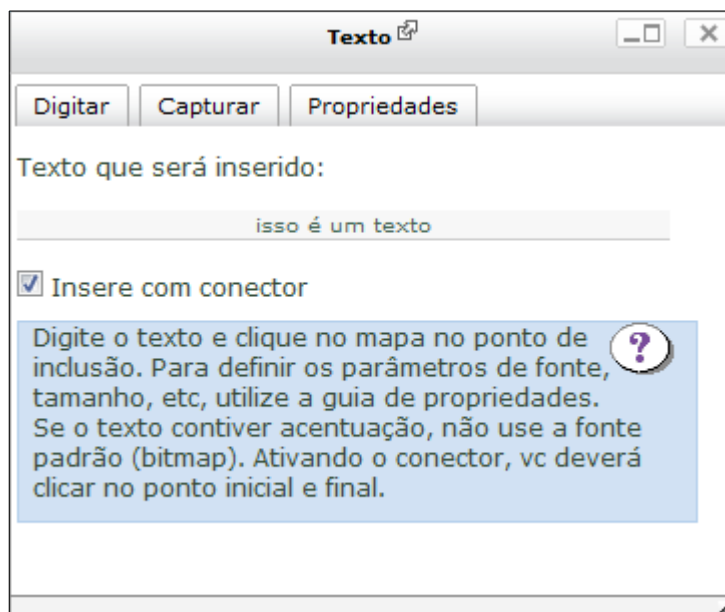 Texto
Digitar Capturar Propriedades
Texto que será inserido:
isso é um texto
Insere com conector
Digite o texto e clique no mapa no ponto de
inclusão. Para definir os parâmetros de fonte,
tamanho, etc, utilize a guia de propriedades.
Se o texto contiver acentuação, não use a fonte
padrão (bitmap). Ativando o conector, vc deverá
clicar no ponto inicial e final.
?